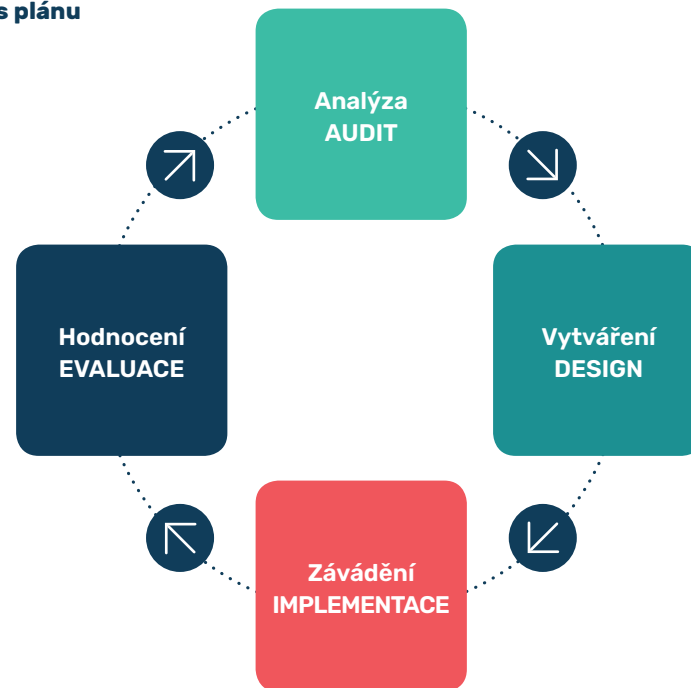 s plánu
Analýza
AUDIT
Hodnocení
EVALUACE
Vytváření
DESIGN
Závádění
IMPLEMENTACE